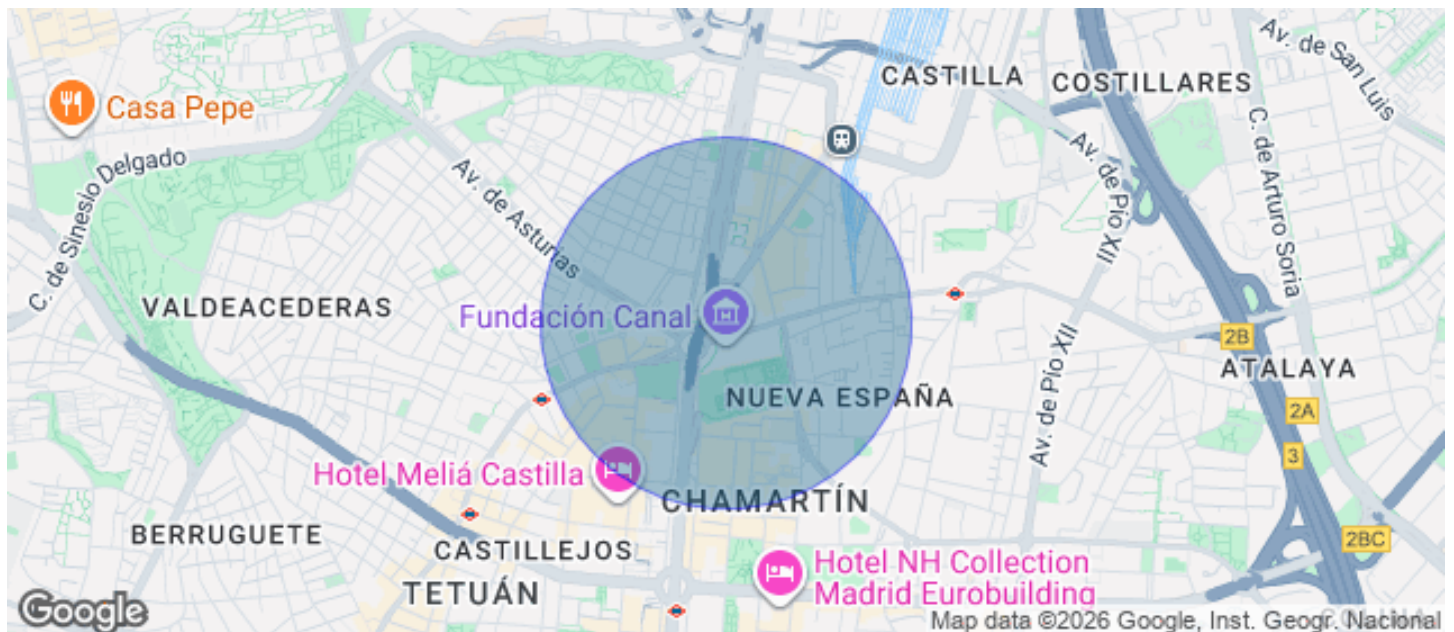 Av. de San Luis
CASTILLA
COSTILLARES
Casa Pepe
C. de Sinesio Delgado
Av. de Asturias
Av. de Pío XII
C. de Arturo Soria
VALDEACEDERAS
Fundación Canal
2B
ATALAYA
NUEVA ESPAÑA
Av. de Pío XII
2A
3
Hotel Meliá Castilla
CHAMARTÍN
BERRUGUETE
CASTILLEJOS
2BC
TETUÁN
Hotel NH Collection
Madrid Eurobuilding
Google
Map data ©2026 Google, Inst. Geogr. Nacional